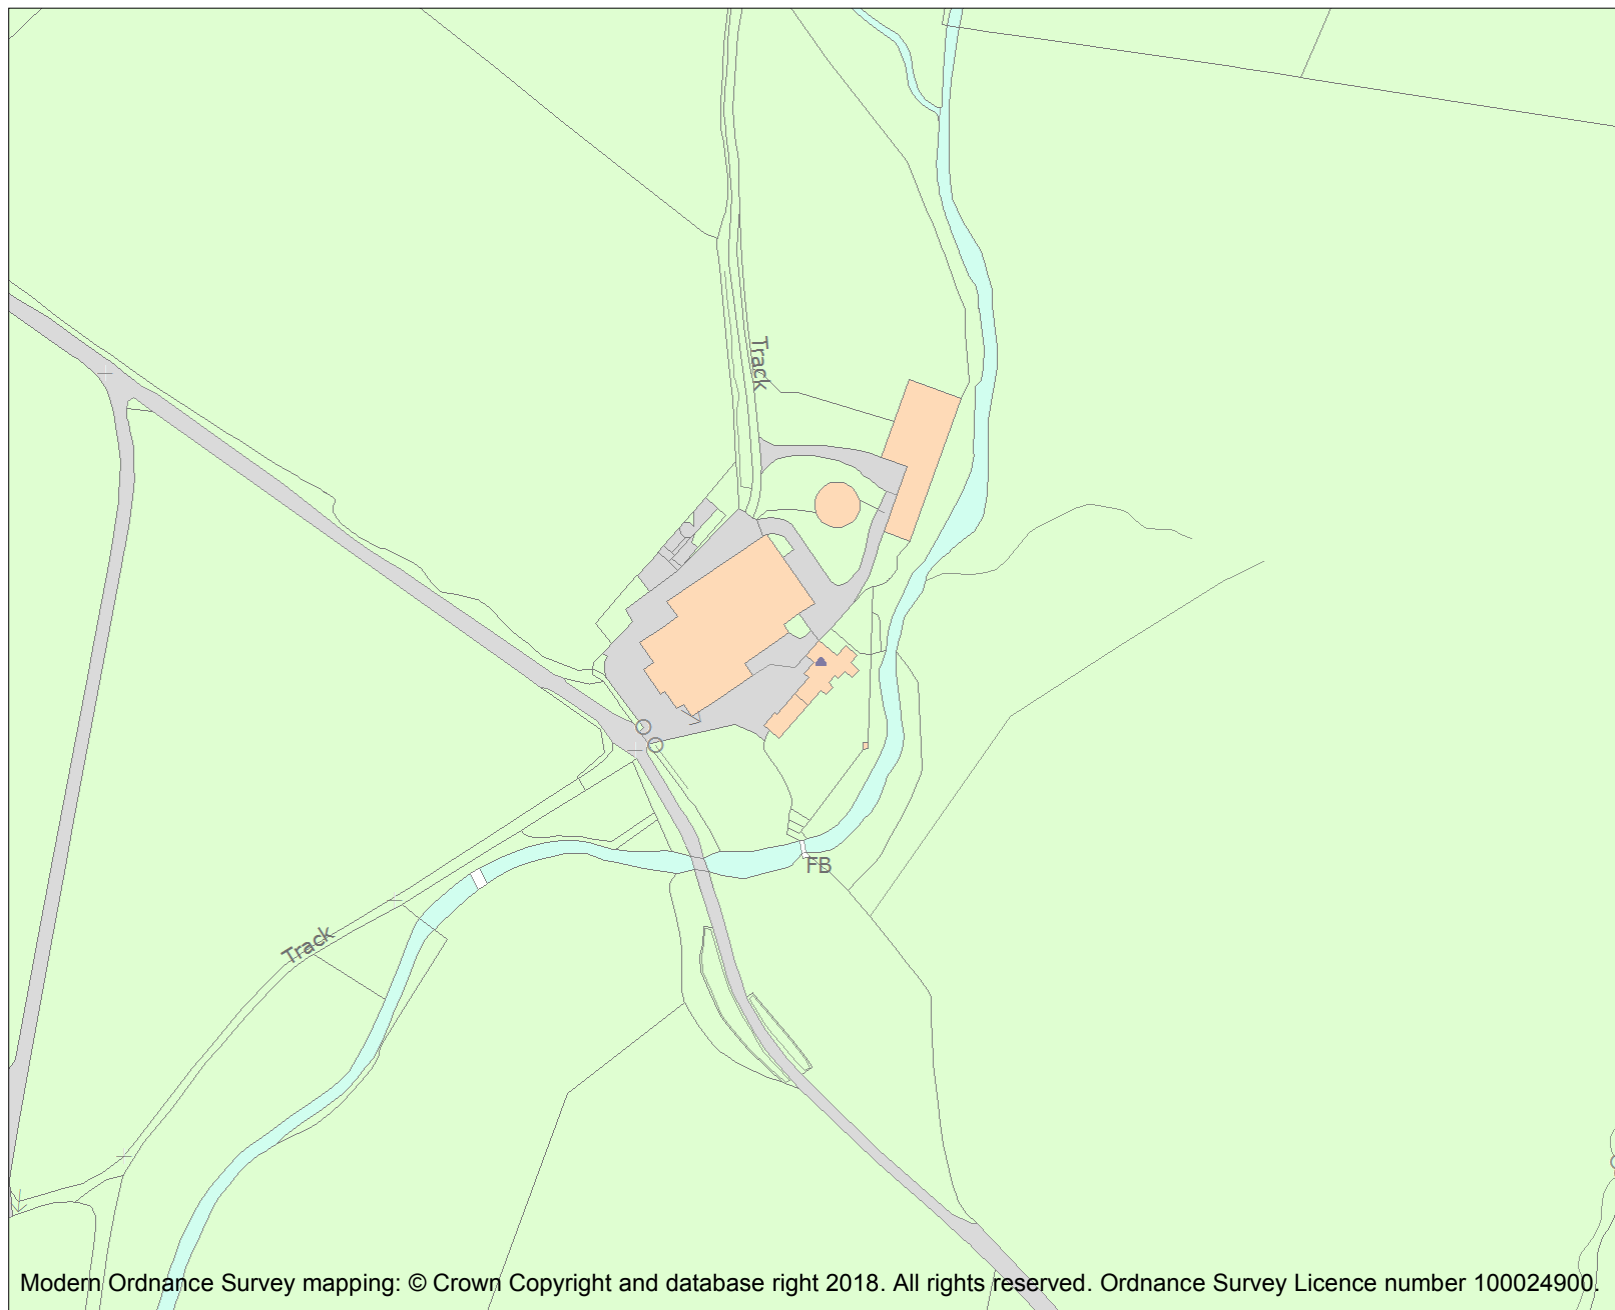 Track
FB
Track
Modern Ordnance Survey mapping: © Crown Copyright and database right 2018. All rights reserved. Ordnance Survey Licence number 100024900.